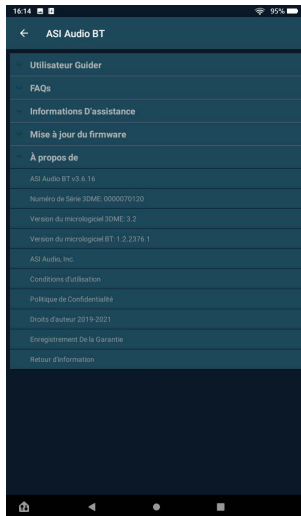 16:14
95%
ASI Audio BT
Utilisateur Guider
FAQs
Informations D'assistance
Mise à jour du firmware
À propos de
ASI Audio BT v3.6.16
Numéro de Série 3DME: 0000070120
Version du micrologiciel 3DME: 3.2
Version du micrologiciel BT: 1.2.2376.1
ASI Audio, Inc.
Conditions d'utilisation
Politique de Confidentialité
Droits d'auteur 2019-2021
Enregistrement De la Garantie
Retour d'Information